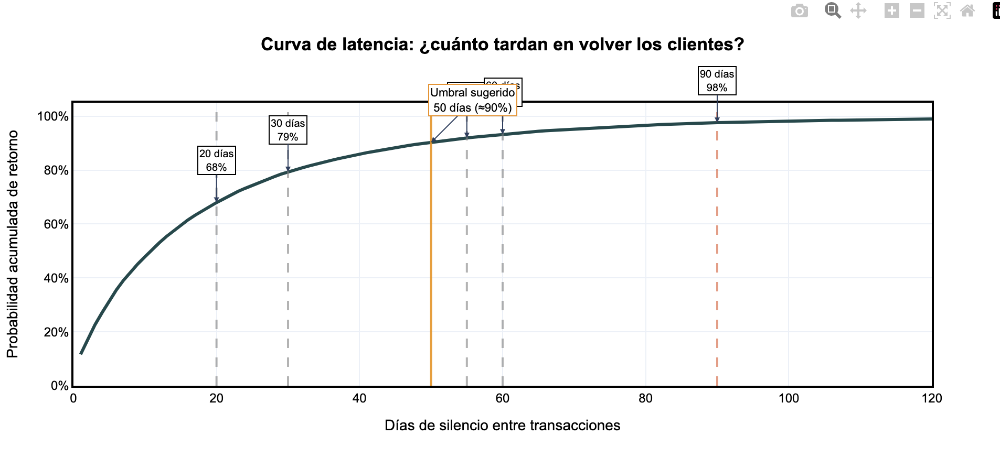 Curva de latencia: ¿cuánto tardan en volver los clientes?
90 días
98%
60 días
Umbral sugerido
50 días (≈90%)
30 días
79%
20 días
68%
Probabilidad acumulada de retorno
100%
80%
60%
40%
20%
0%
0
20
40
60
80
100
120
Días de silencio entre transacciones